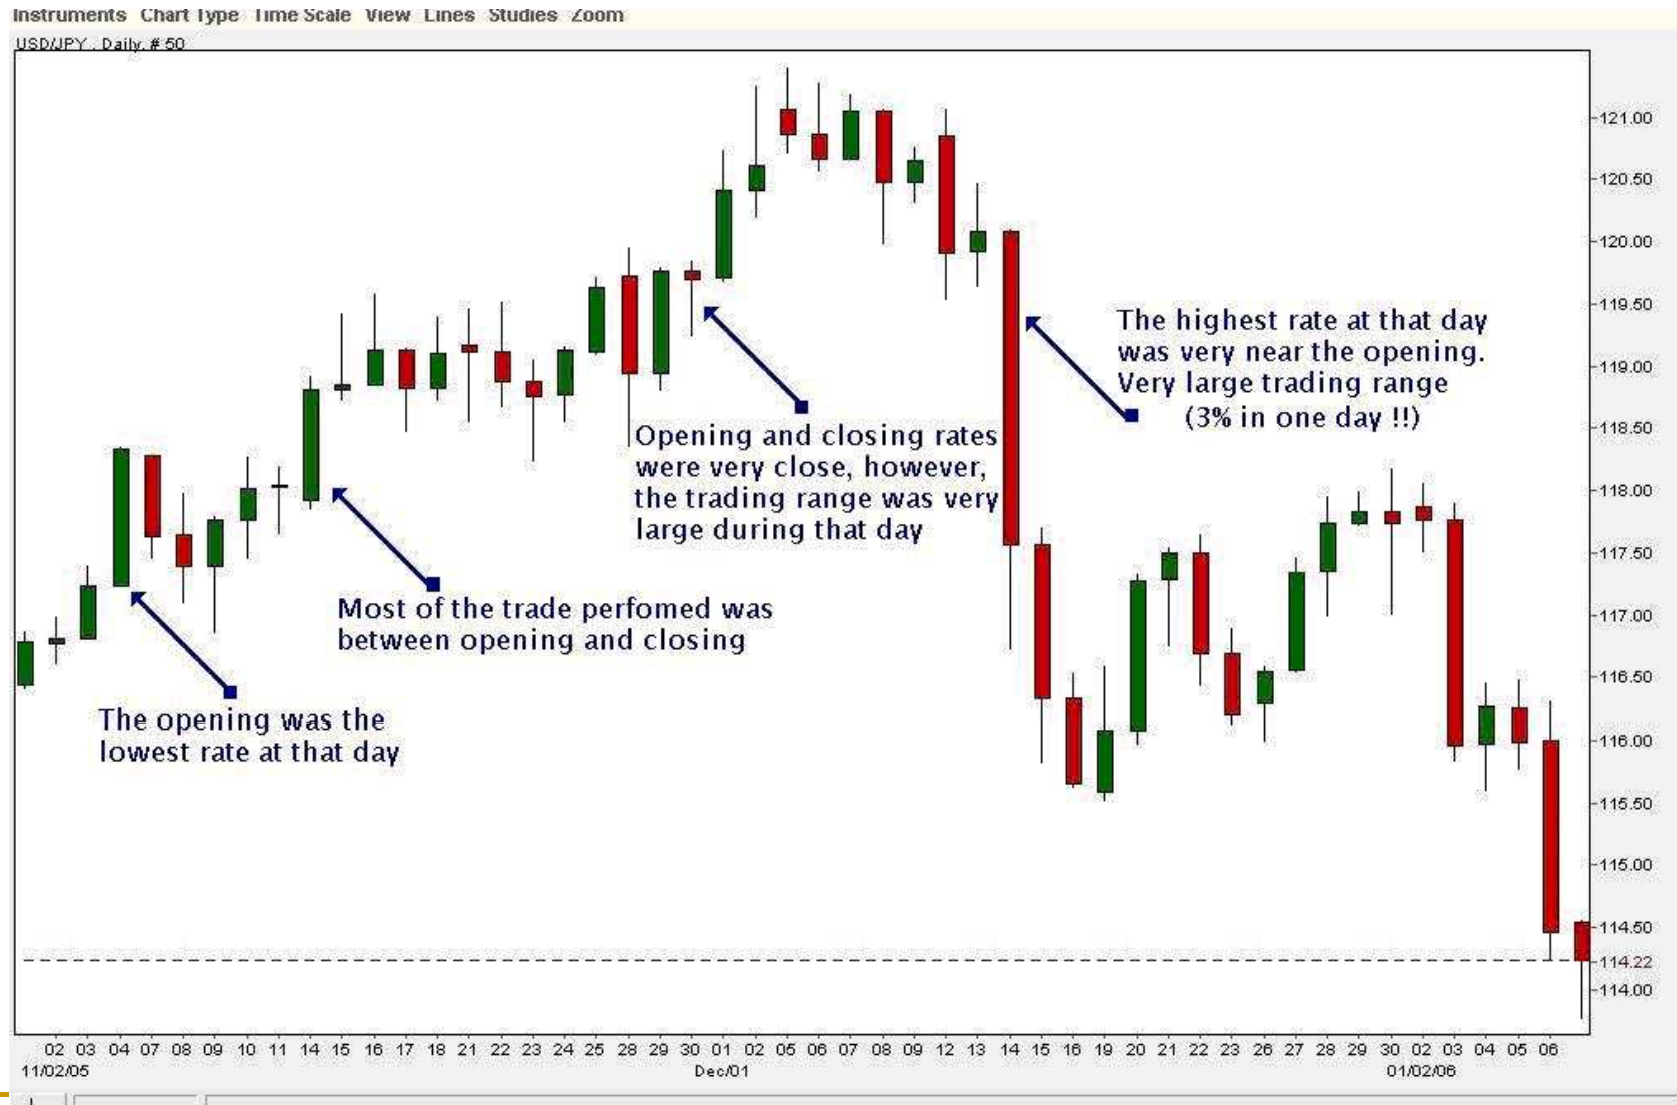 Instruments Chart Type Time Scale View Lines Studies Zoom
USD/JPY . Daily, # 50
121.00
120.50
120.00
119.50
The highest rate at that day
was very near the opening.
119.00
Very large trading range
(3% in one day !!)
118.50
Opening and closing rates
were very close, however,
the trading range was very
large during that day
118.00
117.50
Most of the trade perfomed was
between opening and closing
117.00
116.50
The opening was the
lowest rate at that day
116.00
115.50
115.00
114.50
114.22
114.00
02 03 04 07 08 09 10 11 14 15 16 17 18 21 22 23 24 25 28 29 30 01 02 05 06 07 08 09 12 13 14 15 16 19 20 21 22 23 26 27 28 29 30 02 03 04 05 06
11/02/05 Dec/01 01/02/06